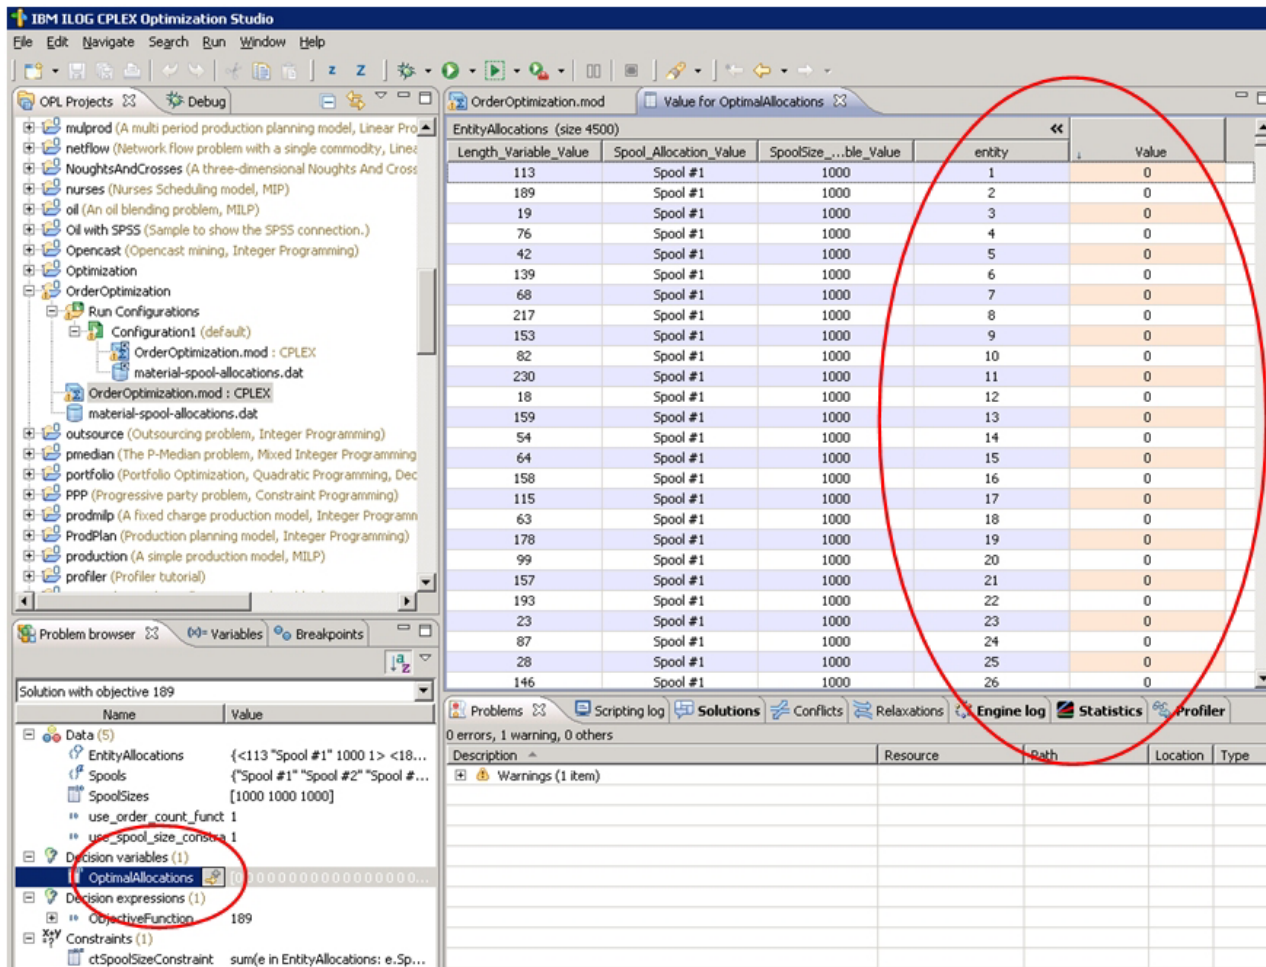 IBM ILOG CPLEX Optimization Studio
File Edit Navigate Search Run Window Help
OPL Projects Debug
mulprod (A multi period production planning model, Linear Pro
netflow (Network flow problem with a single commodity, Linea
NoughtsAndCrosses (A three-dimensional Noughts And Cross
nurses (Nurses Scheduling model, MIP)
oil (An oil blending problem, MILP)
Oil with SPSS (Sample to show the SPSS connection.)
Opencast (Opencast mining, Integer Programming)
Optimization
OrderOptimization
Run Configurations
Configuration1 (default)
OrderOptimization.mod : CPLEX
material-spool-allocations.dat
OrderOptimization.mod : CPLEX
material-spool-allocations.dat
outsource (Outsourcing problem, Integer Programming)
pmedian (The P-Median problem, Mixed Integer Programming
portfolio (Portfolio Optimization, Quadratic Programming, Dec
PPP (Progressive party problem, Constraint Programming)
prodmilp (A fixed charge production model, Integer Programm
ProdPlan (Production planning model, Integer Programming)
production (A simple production model, MILP)
profiler (Profiler tutorial)
OrderOptimization.mod Value for OptimalAllocations
EntityAllocations (size 4500)
Length_Variable_Value Spool_Allocation_Value SpoolSize_...ble_Value entity Value
113 Spool #1 1000 1 0
189 Spool #1 1000 2 0
19 Spool #1 1000 3 0
76 Spool #1 1000 4 0
42 Spool #1 1000 5 0
139 Spool #1 1000 6 0
68 Spool #1 1000 7 0
217 Spool #1 1000 8 0
153 Spool #1 1000 9 0
82 Spool #1 1000 10 0
230 Spool #1 1000 11 0
18 Spool #1 1000 12 0
159 Spool #1 1000 13 0
54 Spool #1 1000 14 0
64 Spool #1 1000 15 0
158 Spool #1 1000 16 0
115 Spool #1 1000 17 0
63 Spool #1 1000 18 0
178 Spool #1 1000 19 0
99 Spool #1 1000 20 0
157 Spool #1 1000 21 0
193 Spool #1 1000 22 0
23 Spool #1 1000 23 0
87 Spool #1 1000 24 0
28 Spool #1 1000 25 0
146 Spool #1 1000 26 0
Problem browser Variables Breakpoints
Solution with objective 189
Name Value
Data (5)
EntityAllocations {<113 "Spool #1" 1000 1> <18...
Spools {"Spool #1" "Spool #2" "Spool #...
SpoolSizes [1000 1000 1000]
use_order_count_funct 1
use_spool_size_constra 1
Decision variables (1)
OptimalAllocations [0 0 0 0 0 0 0 0 0 0 0 0 0 0 0 0...
Decision expressions (1)
ObjectiveFunction 189
Constraints (1)
ctSpoolSizeConstraint sum(e in EntityAllocations: e.Sp...
Problems Scripting log Solutions Conflicts Relaxations Engine log Statistics Profiler
0 errors, 1 warning, 0 others
Description Resource Path Location Type
Warnings (1 item)